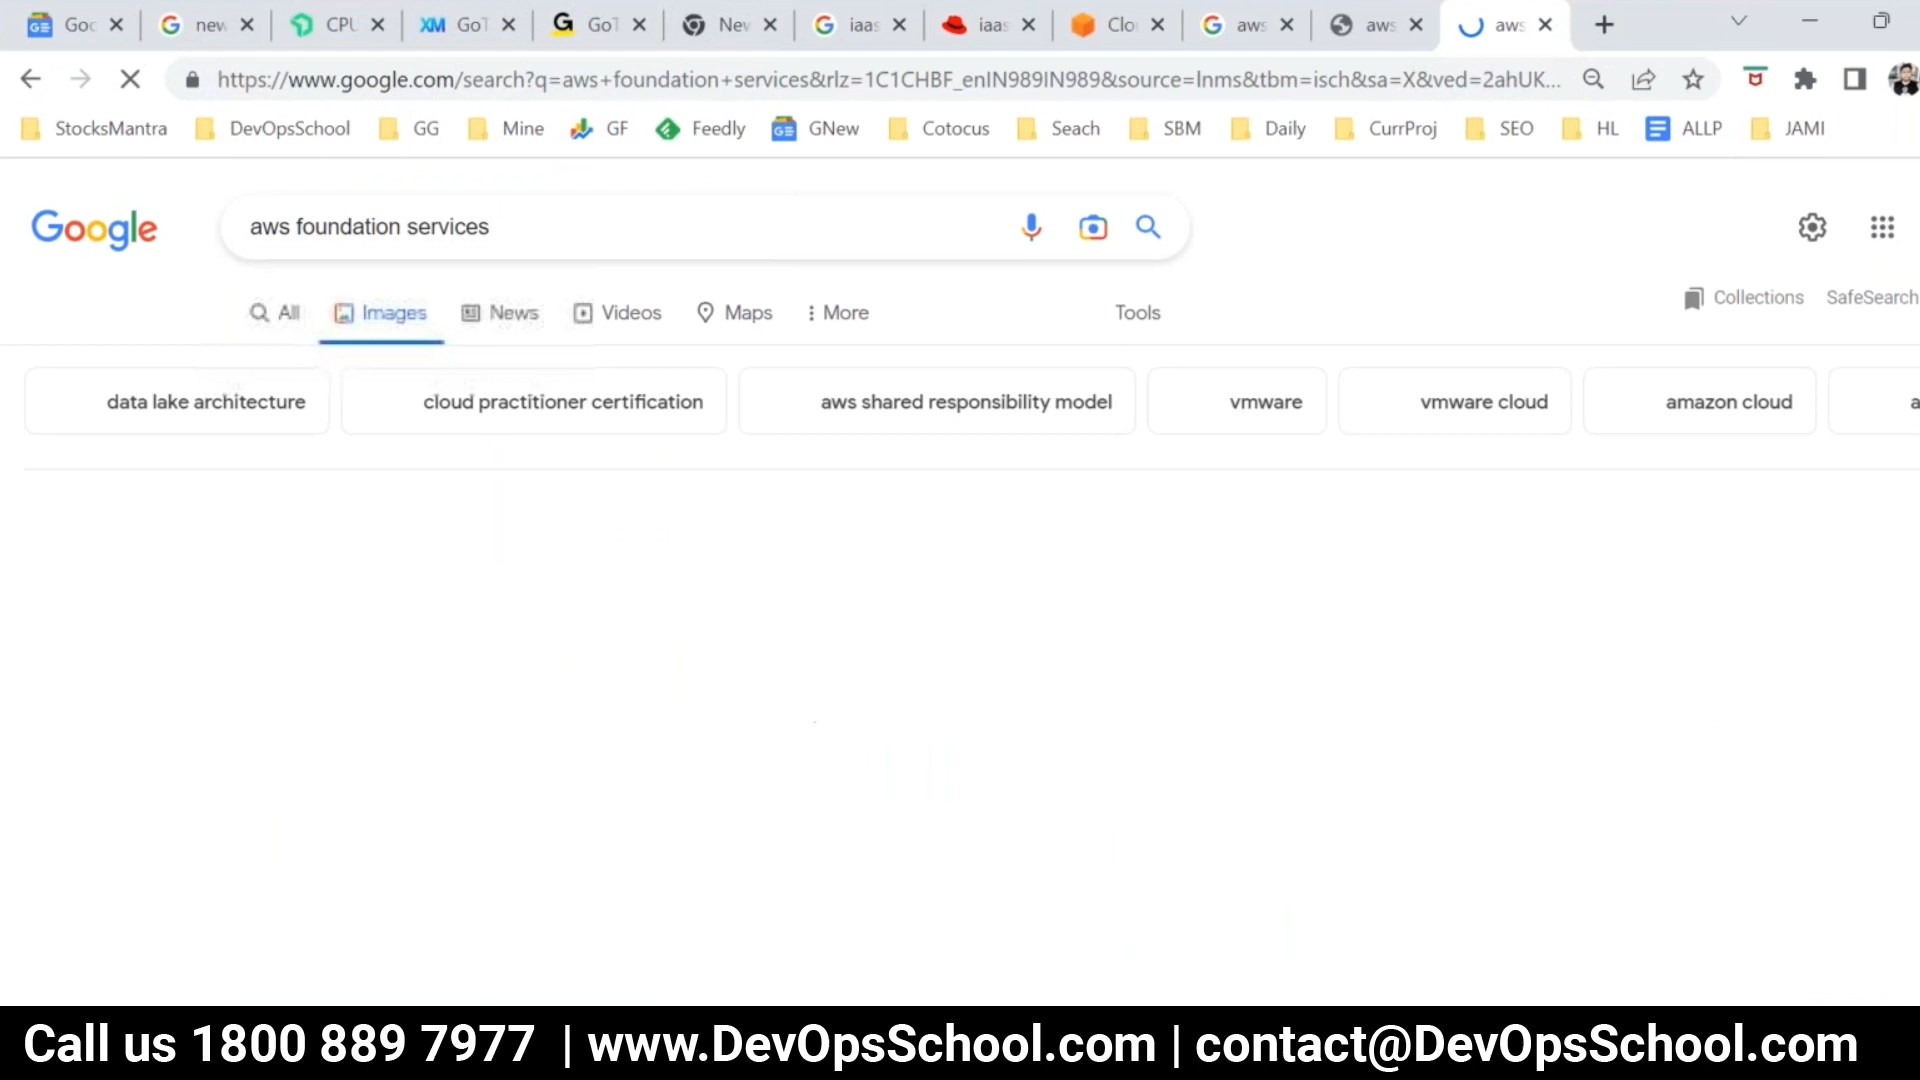 Goo new CPU GoT GoT New iaas iaas Clo aws aws aws
https://www.google.com/search?q=aws+foundation+services&rlz=1C1CHBF_enIN989IN989&source=lnms&tbm=isch&sa=X&ved=2ahUK...
StocksMantra DevOpsSchool GG Mine GF Feedly GNew Cotocus Seach SBM Daily CurrProj SEO HL ALLP JAMI
Google aws foundation services
All Images News Videos Maps More Tools Collections SafeSearch
data lake architecture cloud practitioner certification aws shared responsibility model vmware vmware cloud amazon cloud a
Call us 1800 889 7977 | www.DevOpsSchool.com | contact@DevOpsSchool.com